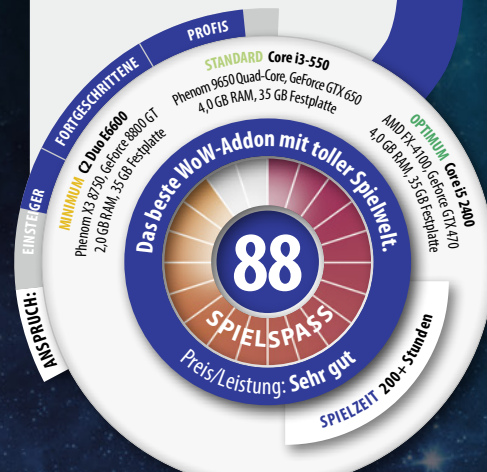 ANSPRUCH:
EINSTEIGER
FORTGESCHRITTENE
PROFIS
MINIMUM C2 Duo E6600
Phenom X3 8750, GeForce 8800 GT
2,0 GB RAM, 35 GB Festplatte
STANDARD Core i3-550
Phenom 9650 Quad-Core, GeForce GTX 650
4,0 GB RAM, 35 GB Festplatte
OPTIMUM Core i5 2400
AMD FX-4100, GeForce GTX 470
4,0 GB RAM, 35 GB Festplatte
Das beste WoW-Addon mit toller Spielwelt.
88
SPIELSPASS
Preis/Leistung: Sehr gut
SPIELZEIT 200+ Stunden